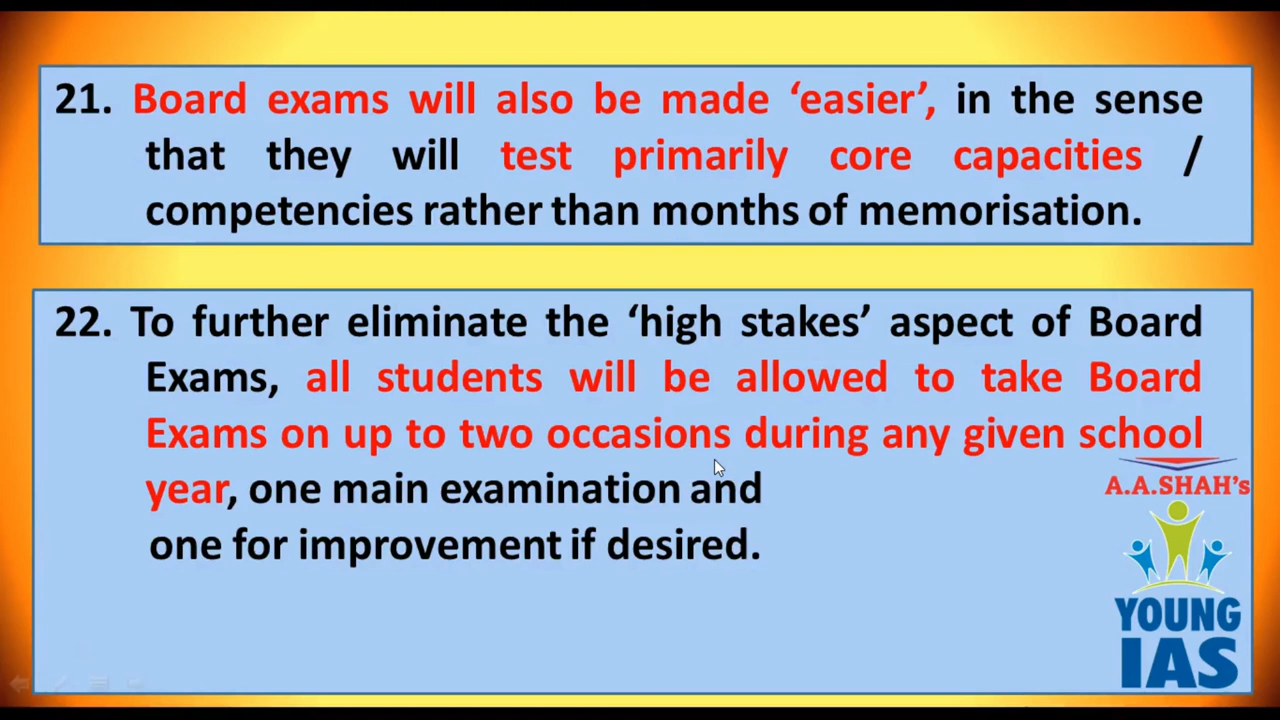 21. Board exams will also be made ‘easier’, in the sense
that they will test primarily core capacities /
competencies rather than months of memorisation.
22. To further eliminate the ‘high stakes’ aspect of Board
Exams, all students will be allowed to take Board
Exams on up to two occasions during any given school
year, one main examination and
one for improvement if desired.
A.A.SHAH’s
YOUNG
IAS